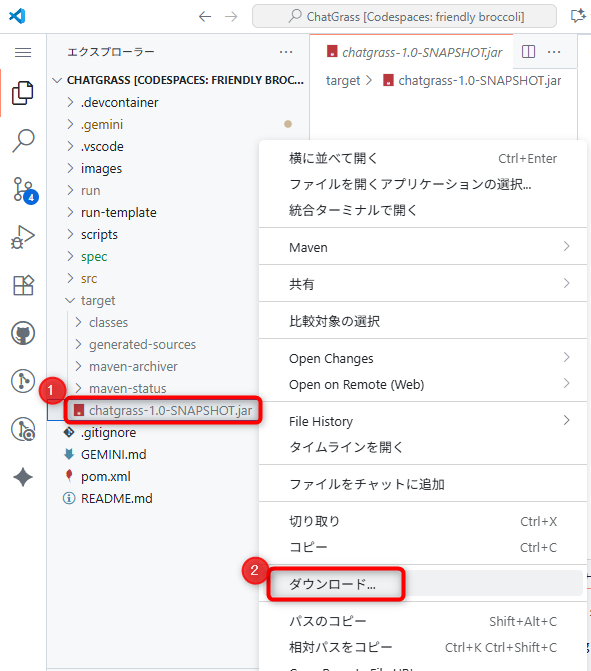 ChatGrass [Codespaces: friendly broccoli]
エクスプローラー
CHATGRASS [CODESPACES: FRIENDLY BROC...
.devcontainer
.gemini
.vscode
images
run
run-template
scripts
spec
src
target
classes
generated-sources
maven-archiver
maven-status
1
chatgrass-1.0-SNAPSHOT.jar
.gitignore
GEMINI.md
pom.xml
README.md
4
chatgrass-1.0-SNAPSHOT.jar
target > chatgrass-1.0-SNAPSHOT.jar
横に並べて開く Ctrl+Enter
ファイルを開くアプリケーションの選択...
統合ターミナルで開く
Maven
共有
比較対象の選択
Open Changes
Open on Remote (Web)
File History
タイムラインを開く
ファイルをチャットに追加
切り取り Ctrl+X
コピー Ctrl+C
2
ダウンロード...
パスのコピー Shift+Alt+C
相対パスをコピー Ctrl+K Ctrl+Shift+C